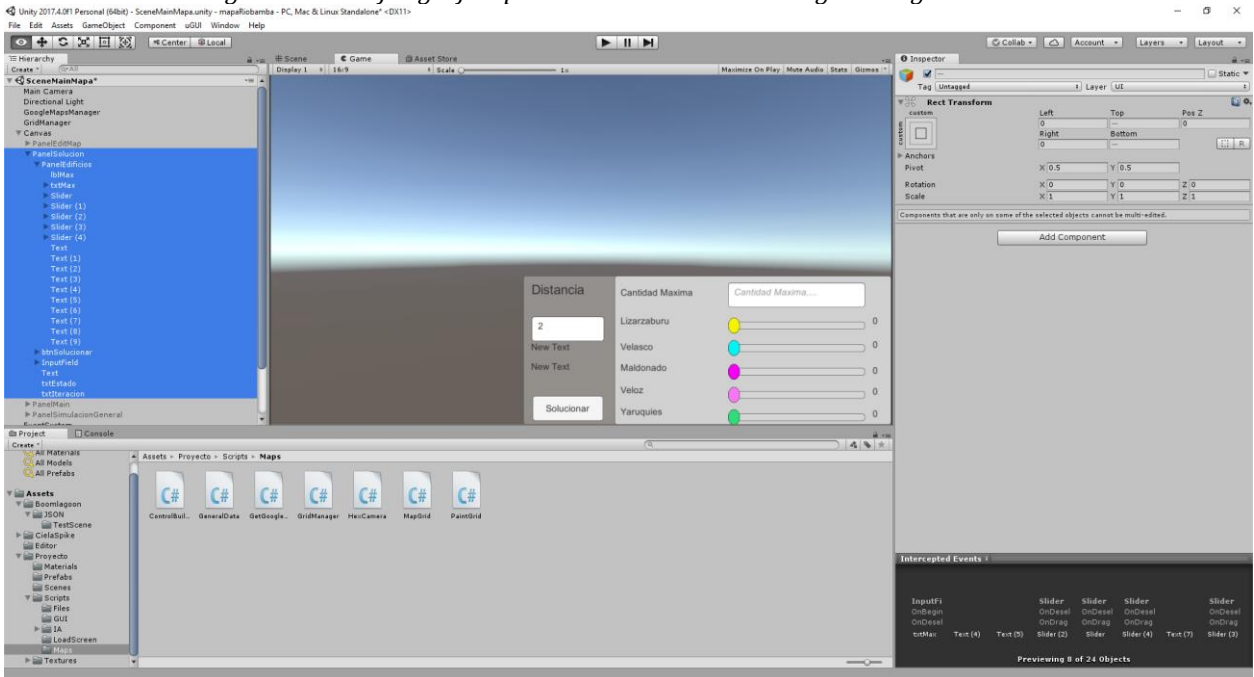 Unity 2017.4.0f1 Personal (64bit) - SceneMainMapa.unity - mapaRiobamba - PC, Mac & Linux Standalone* <DX11>
File Edit Assets GameObject Component uGUI Window Help
Center Local Collab Account Layers Layout
Hierarchy
Create
SceneMainMapa*
Main Camera
Directional Light
GoogleMapsManager
GridManager
Canvas
PanelEditMap
PanelSolucion
PanelEdificios
lblMax
txtMax
Slider
Slider (1)
Slider (2)
Slider (3)
Slider (4)
Text
Text (1)
Text (2)
Text (3)
Text (4)
Text (5)
Text (6)
Text (7)
Text (8)
Text (9)
btnSolucionar
InputField
Text
txtEstado
txtIteracion
PanelMain
PanelSimulacionGeneral
Scene Game Asset Store
Display 1 16:9 Scale 1x Maximize On Play Mute Audio Stats Gizmos
Distancia
2
New Text
New Text
Solucionar
Cantidad Maxima Cantidad Maxima....
Lizarzaburu 0
Velasco 0
Maldonado 0
Veloz 0
Yaruquies 0
Inspector
— Static
Tag Untagged Layer UI
Rect Transform
custom Left Top Pos Z
custom 0 — 0
Right Bottom
0 — R
Anchors
Pivot X 0.5 Y 0.5
Rotation X 0 Y 0 Z 0
Scale X 1 Y 1 Z 1
Components that are only on some of the selected objects cannot be multi-edited.
Add Component
Project Console
Create
All Materials
All Models
All Prefabs
Assets
Boomlagoon
JSON
TestScene
CielaSpike
Editor
Proyecto
Materials
Prefabs
Scenes
Scripts
Files
GUI
IA
LoadScreen
Maps
Textures
Assets Proyecto Scripts Maps
C# C# C# C# C# C# C#
ControlBuil.. GeneralData GetGoogle.. GridManager HexCamera MapGrid PaintGrid
Intercepted Events
InputFi Slider Slider Slider Slider
OnBegin OnDesel OnDesel OnDesel OnDesel
OnDesel OnDrag OnDrag OnDrag OnDrag
txtMax Text (4) Text (5) Slider (2) Slider Slider (4) Text (7) Slider (3)
Previewing 8 of 24 Objects